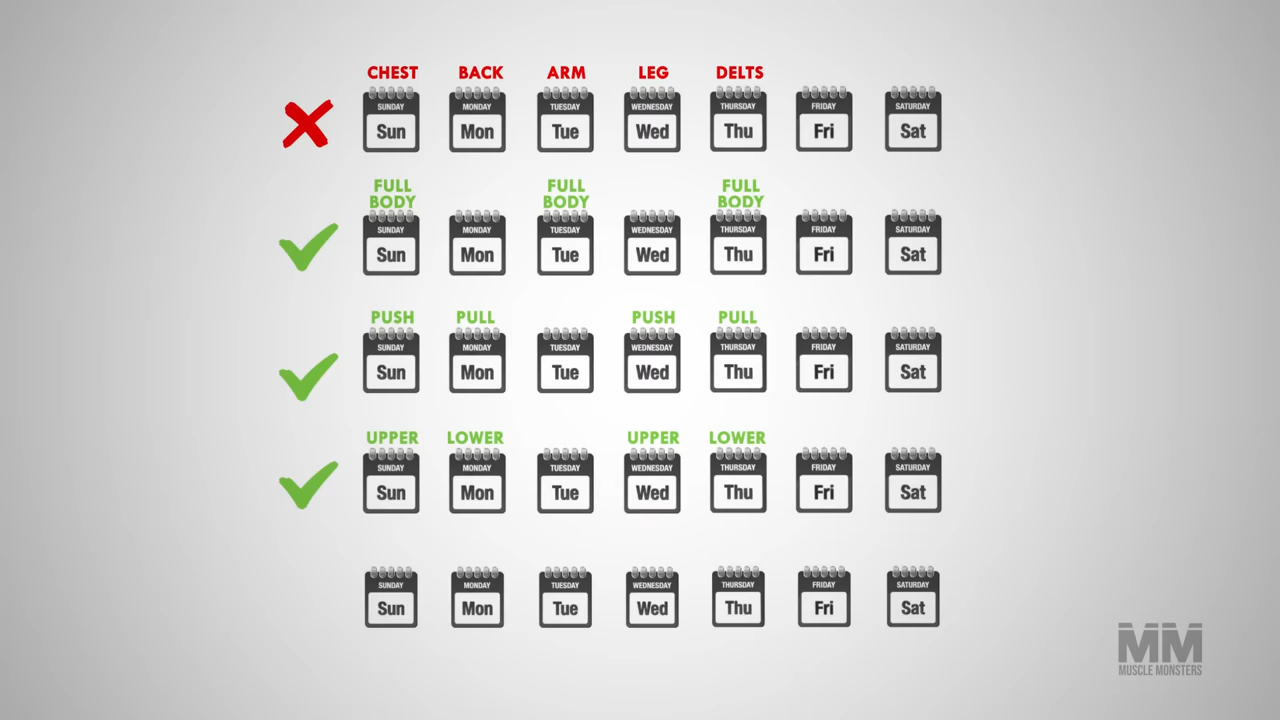 CHEST BACK ARM LEG DELTS
SUNDAY MONDAY TUESDAY WEDNESDAY THURSDAY FRIDAY SATURDAY
Sun Mon Tue Wed Thu Fri Sat
FULL FULL FULL
BODY BODY BODY
SUNDAY MONDAY TUESDAY WEDNESDAY THURSDAY FRIDAY SATURDAY
Sun Mon Tue Wed Thu Fri Sat
PUSH PULL PUSH PULL
SUNDAY MONDAY TUESDAY WEDNESDAY THURSDAY FRIDAY SATURDAY
Sun Mon Tue Wed Thu Fri Sat
UPPER LOWER UPPER LOWER
SUNDAY MONDAY TUESDAY WEDNESDAY THURSDAY FRIDAY SATURDAY
Sun Mon Tue Wed Thu Fri Sat
SUNDAY MONDAY TUESDAY WEDNESDAY THURSDAY FRIDAY SATURDAY
Sun Mon Tue Wed Thu Fri Sat
MM
MUSCLE MONSTERS